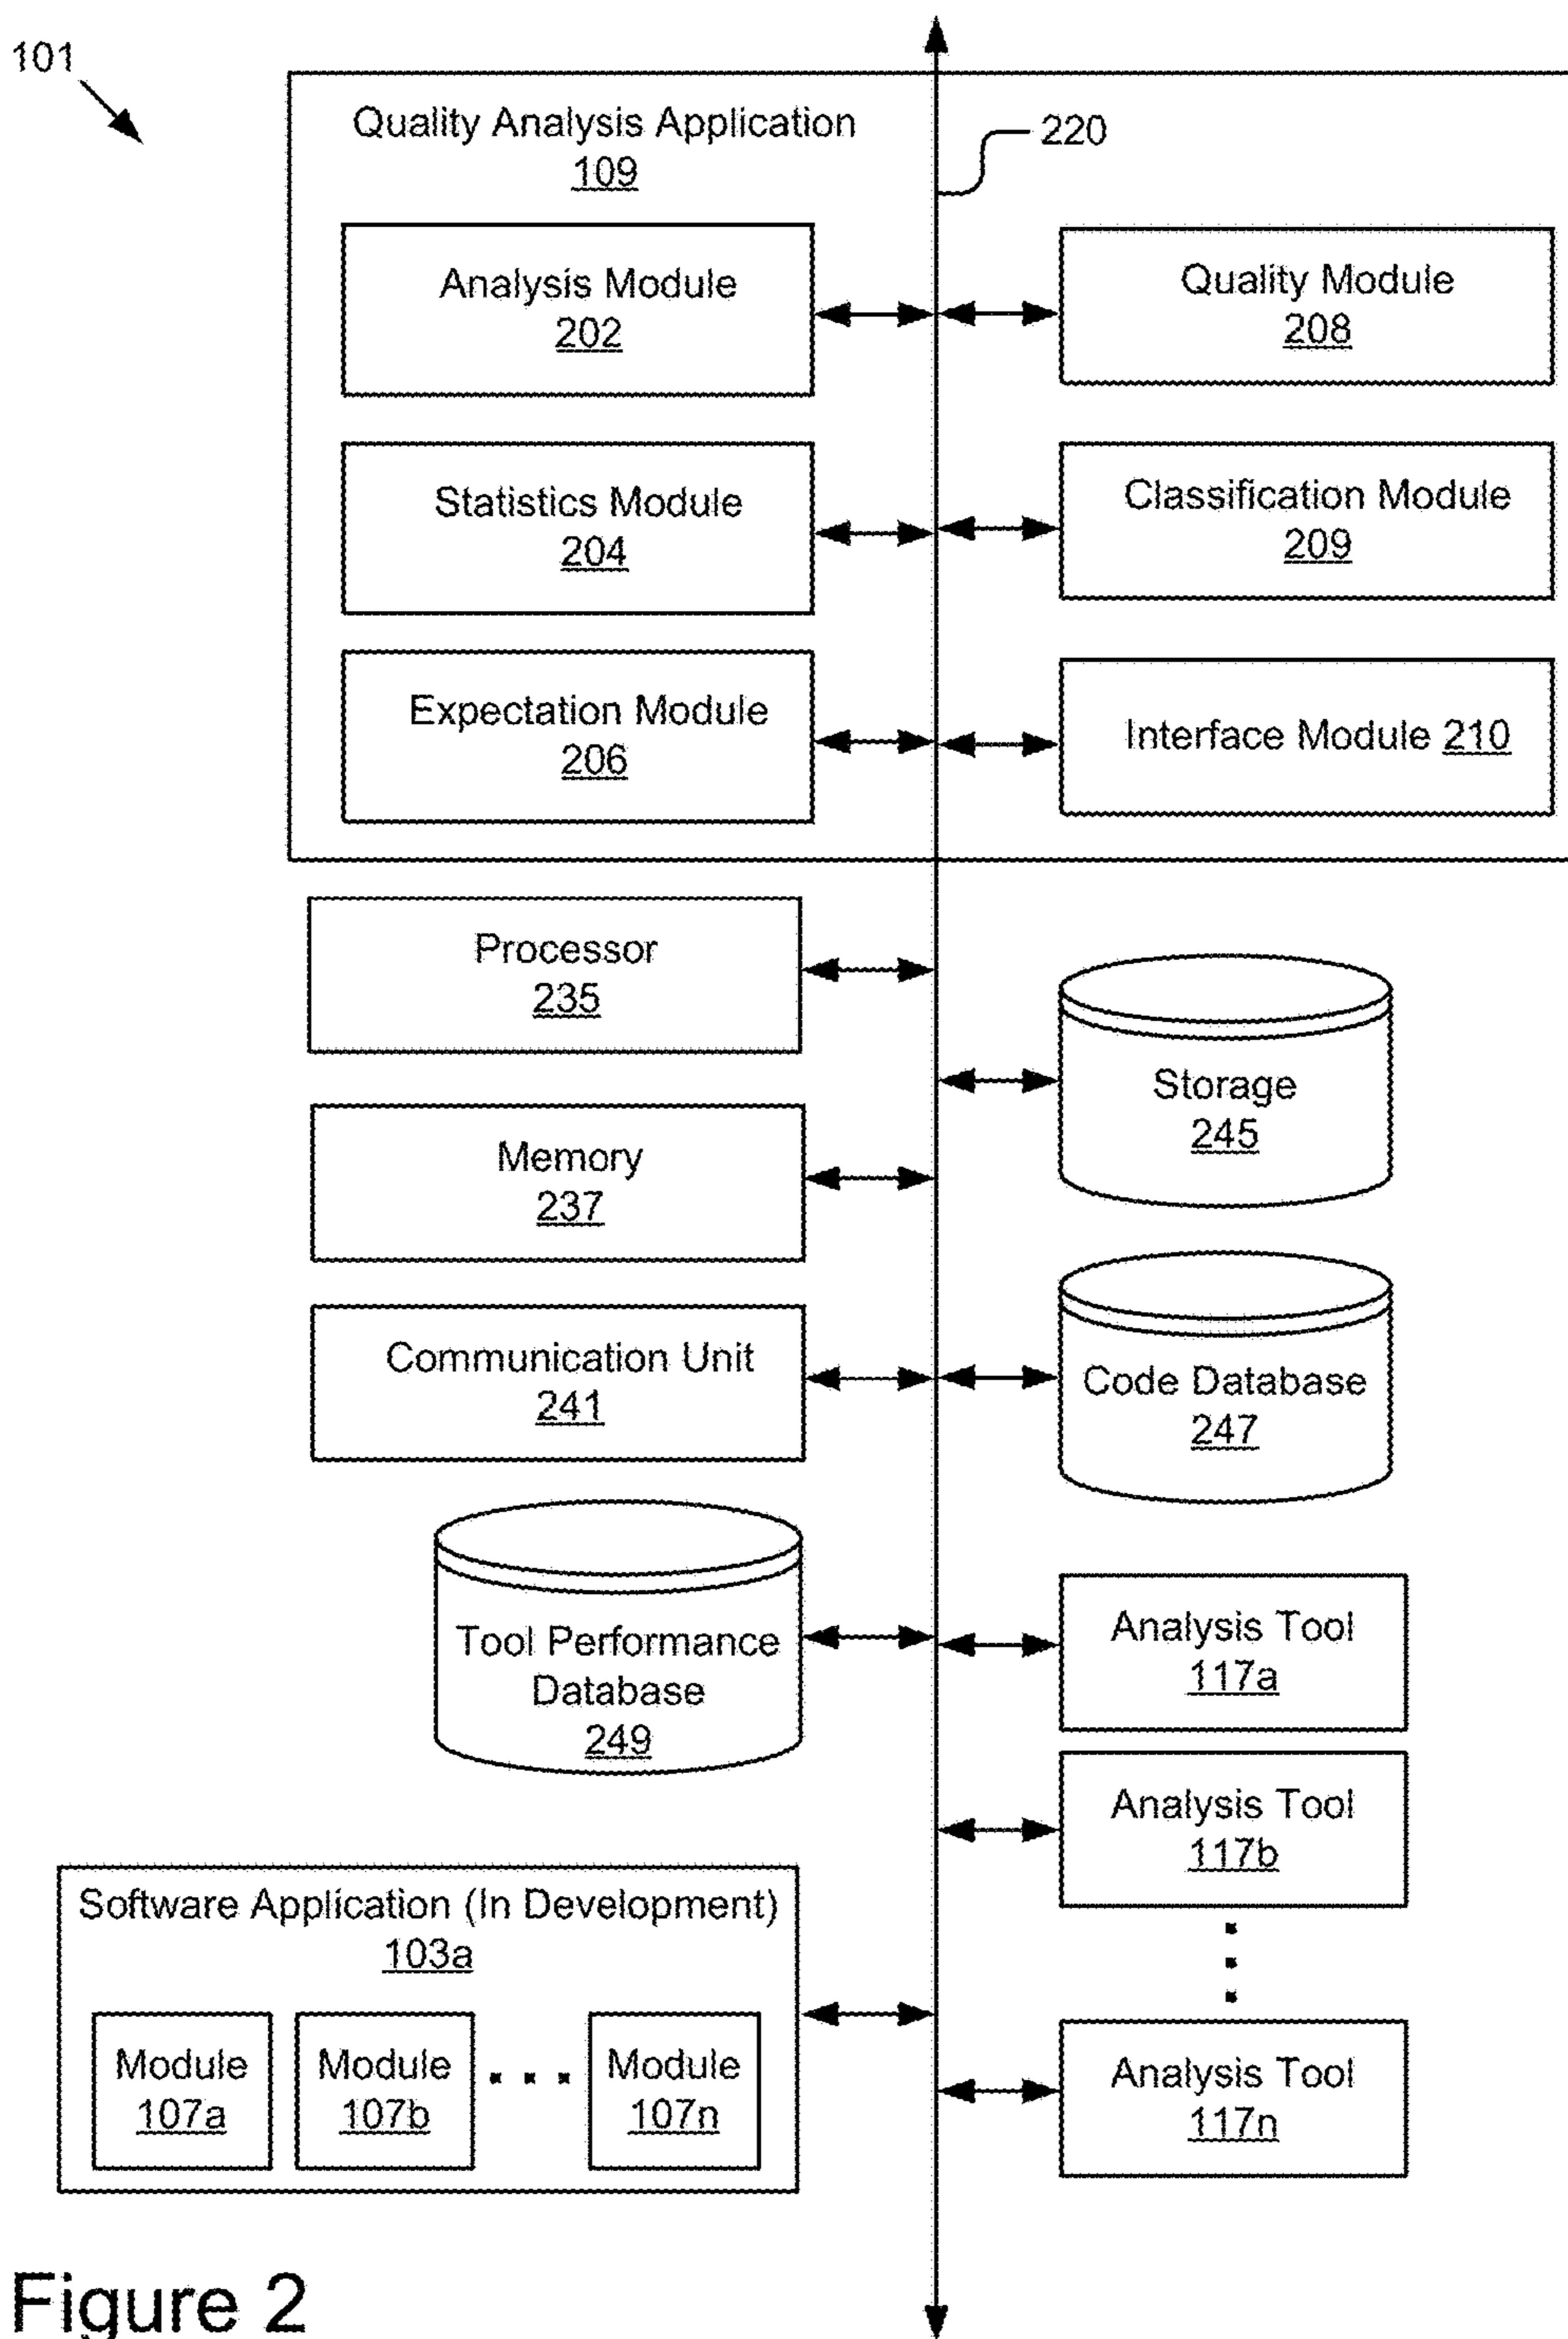 101
Quality Analysis Application
109
220
Analysis Module
202
Quality Module
208
Statistics Module
204
Classification Module
209
Expectation Module
206
Interface Module 210
Processor
235
Storage
245
Memory
237
Communication Unit
241
Code Database
247
Tool Performance
Database
249
Analysis Tool
117a
Analysis Tool
117b
Software Application (In Development)
103a
Module
107a
Module
107b
Module
107n
Analysis Tool
117n
Figure 2